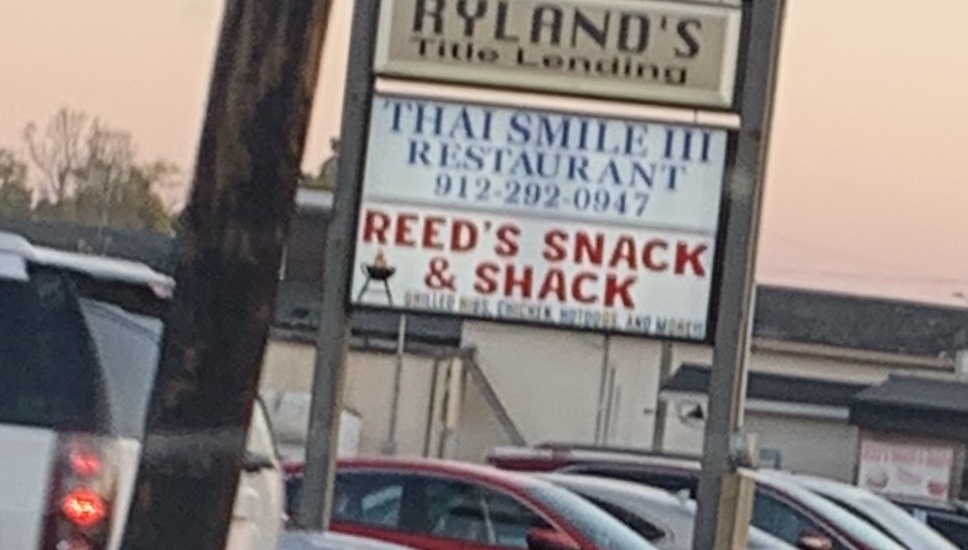 RYLAND'S
Title Lending
THAI SMILE III
RESTAURANT
912-292-0947
REED'S SNACK
& SHACK
GRILLED RIBS, CHICKEN, HOTDOGS, AND MORE!!!